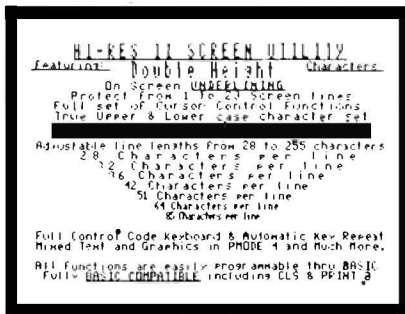 HI-RES II SCREEN UTILITY
Featuring: Double Height Characters
On Screen UNDERLINING
Protect from 1 to 23 Screen lines
Full set of Cursor Control Functions
True Upper & Lower case character set
Adjustable line lengths from 28 to 255 characters
28 Characters per line
32 Characters per line
36 Characters per line
42 Characters per line
51 Characters per line
64 Characters per line
85 Characters per line
Full Control Code Keyboard & Automatic Key Repeat
Mixed Text and Graphics in PMODE 4 and Much More.
All functions are easily programmable thru BASIC
Fully BASIC COMPATIBLE including CLS & PRINT @